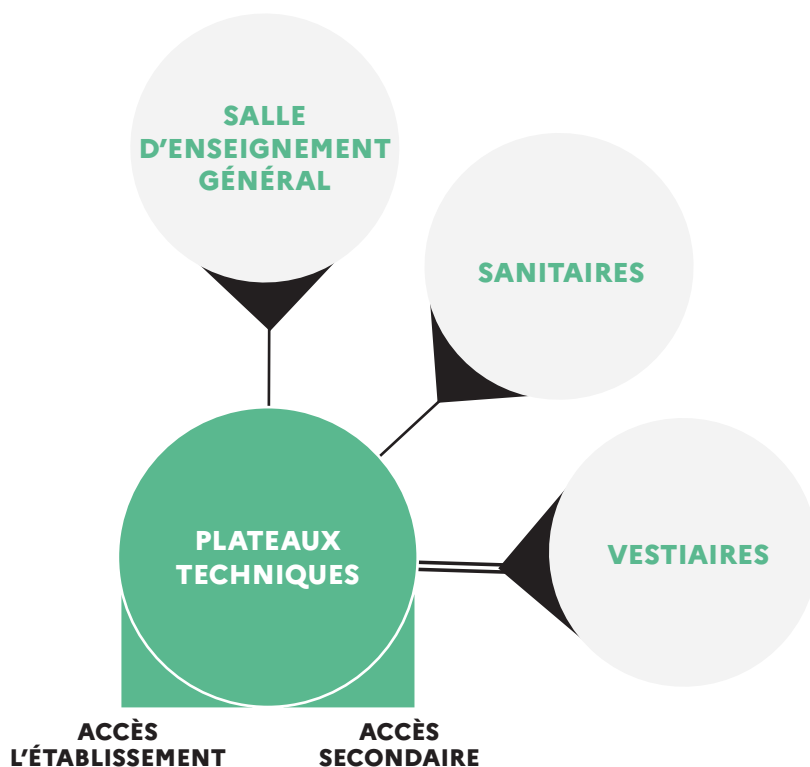 SALLE
D'ENSEIGNEMENT
GÉNÉRAL
SANITAIRES
PLATEAUX
TECHNIQUES
VESTIAIRES
ACCÈS
L'ÉTABLISSEMENT
ACCÈS
SECONDAIRE